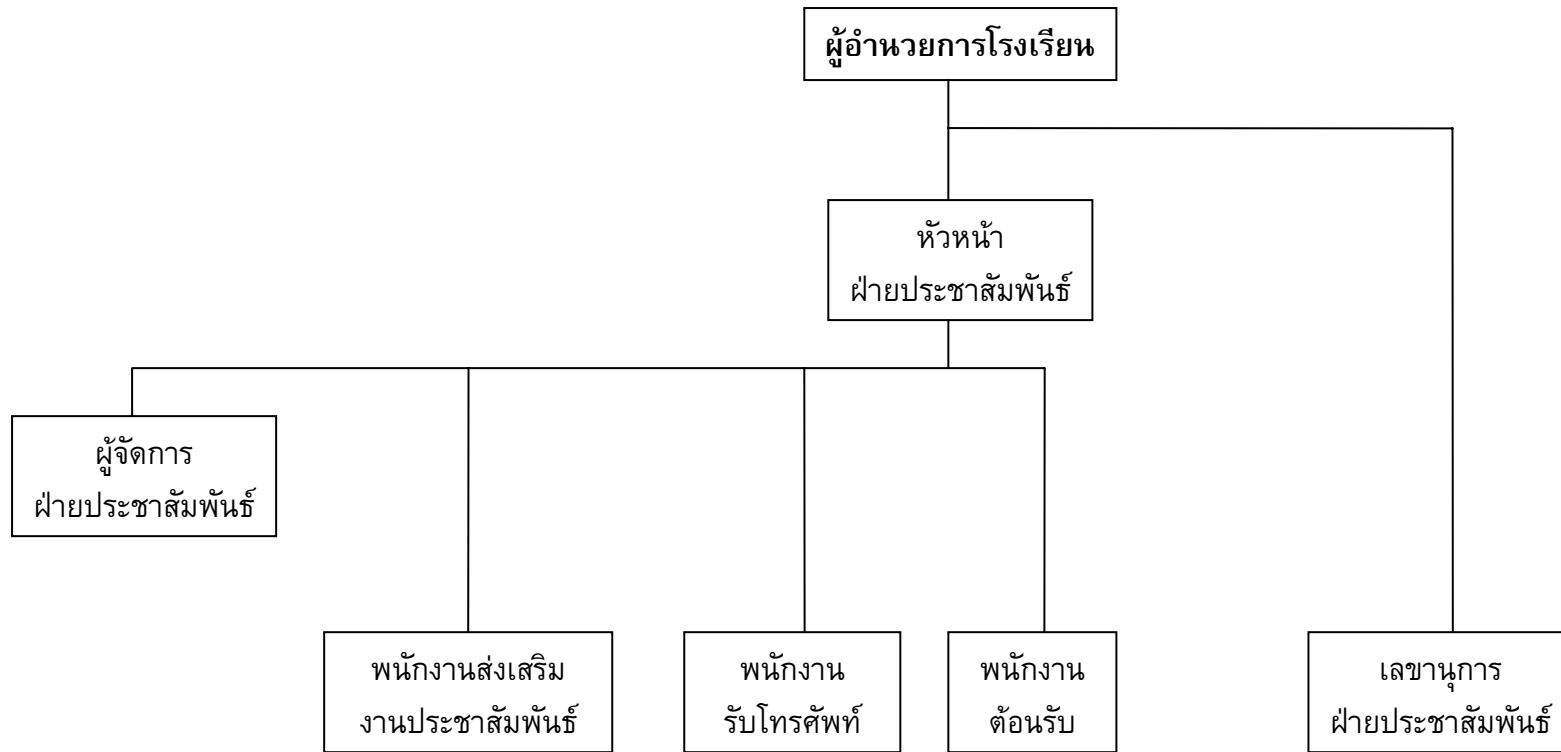 ผู้อำนวยการโรงเรียน
หัวหน้า
ฝ่ายประชาสัมพันธ์
ผู้จัดการ
ฝ่ายประชาสัมพันธ์
พนักงานส่งเสริม
งานประชาสัมพันธ์
พนักงาน
รับโทรศัพท์
พนักงาน
ต้อนรับ
เลขานุการ
ฝ่ายประชาสัมพันธ์